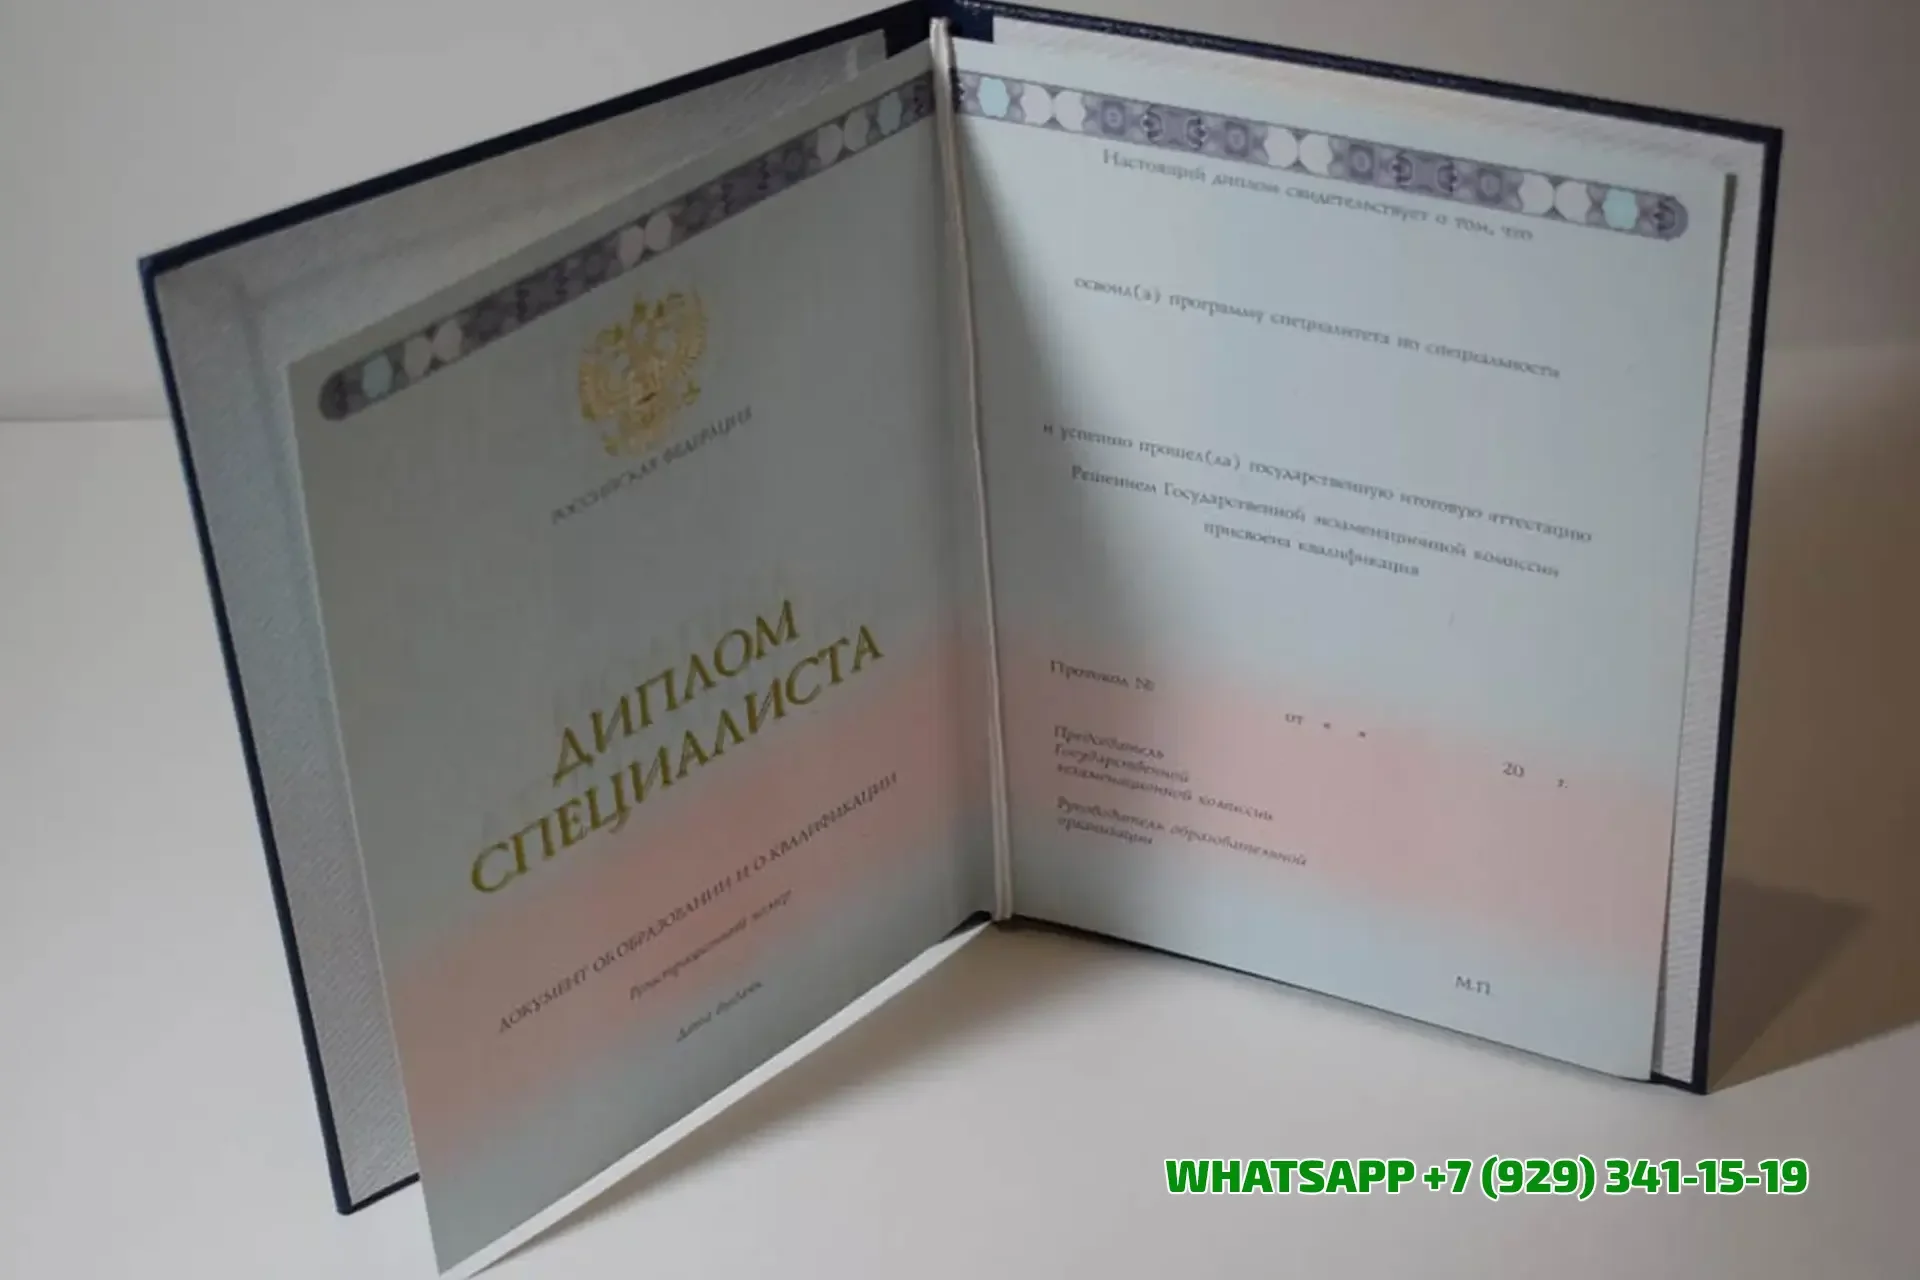 РОССИЙСКАЯ ФЕДЕРАЦИЯ
ДИПЛОМ
СПЕЦИАЛИСТА
ДОКУМЕНТ ОБ ОБРАЗОВАНИИ И О КВАЛИФИКАЦИИ
Регистрационный номер
Дата выдачи
Настоящий диплом свидетельствует о том, что
освоил(а) программу специалитета по специальности
и успешно прошел(ла) государственную итоговую аттестацию
Решением Государственной экзаменационной комиссии
присвоена квалификация
Протокол №
от « » 20 г.
Председатель
Государственной
экзаменационной комиссии
Руководитель образовательной
организации
М.П.
WHATSAPP +7 (929) 341-15-19